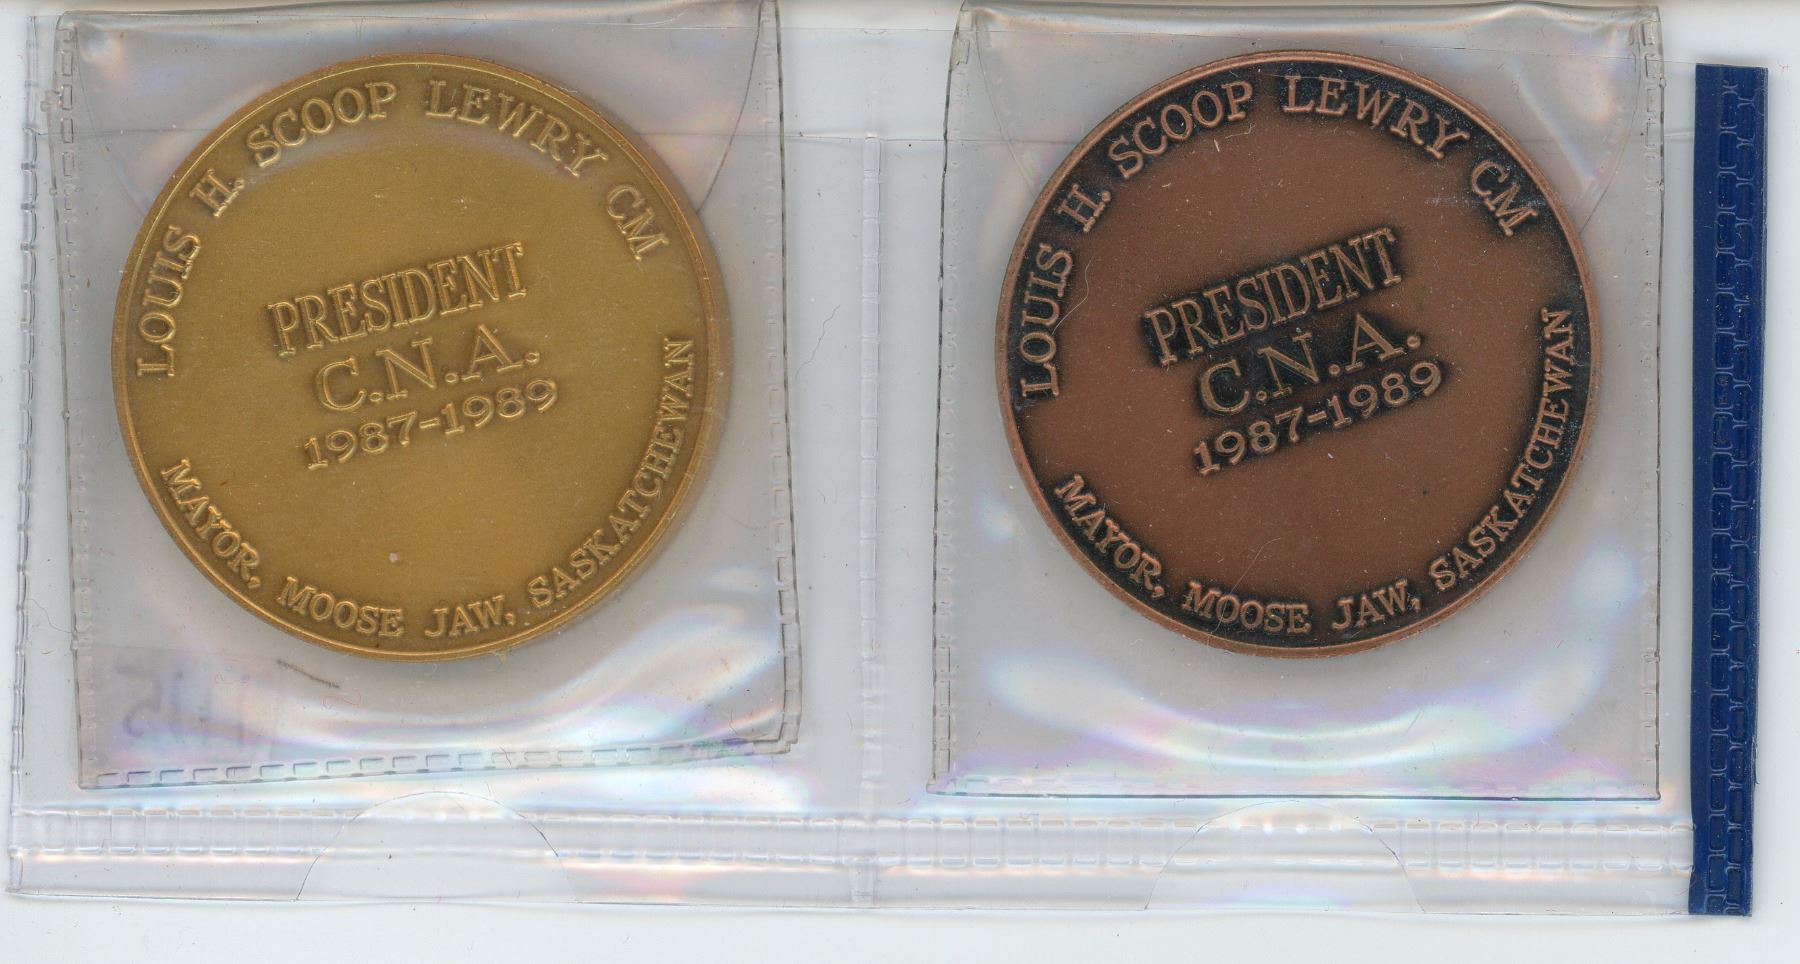 LOUIS H. SCOOP LEWRY CM
PRESIDENT
C.N.A.
1987-1989
MAYOR, MOOSE JAW, SASKATCHEWAN
LOUIS H. SCOOP LEWRY CM
PRESIDENT
C.N.A.
1987-1989
MAYOR, MOOSE JAW, SASKATCHEWAN